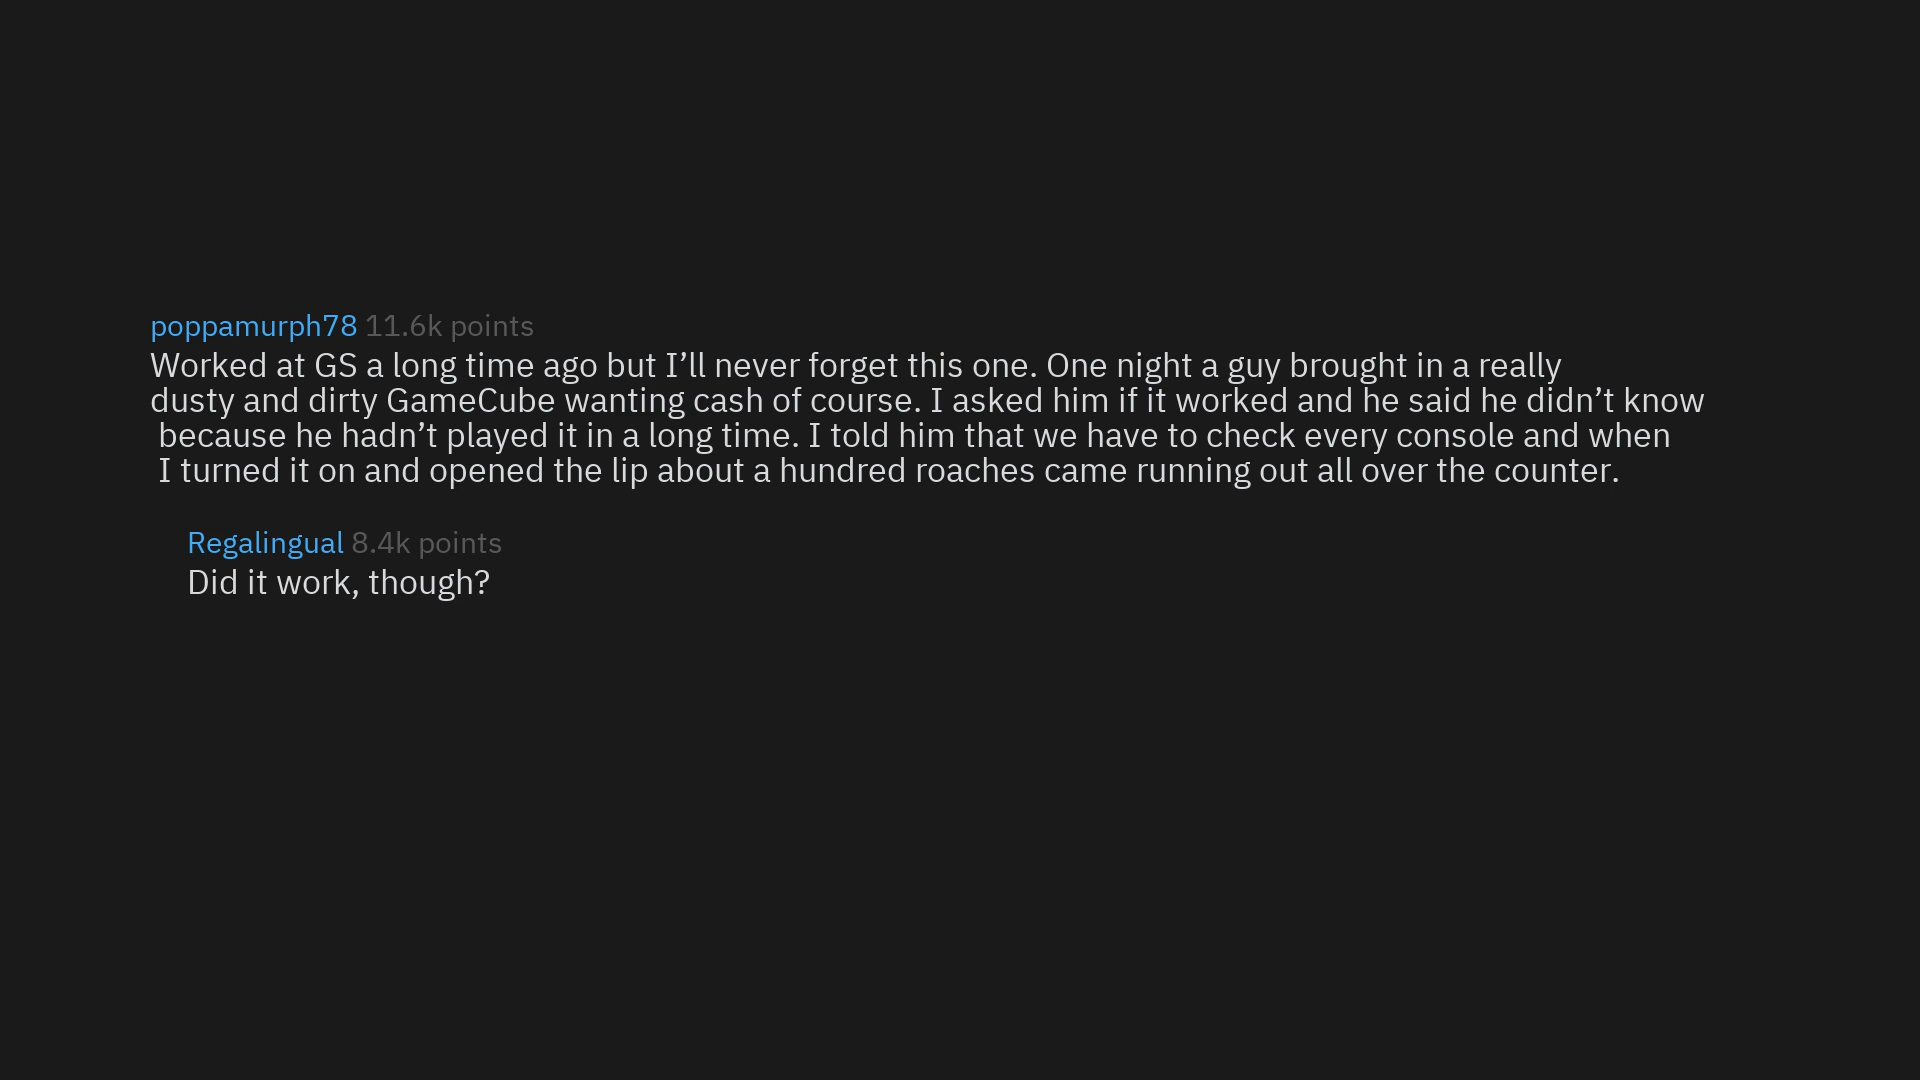 poppamurph78 11.6k points
Worked at GS a long time ago but I’ll never forget this one. One night a guy brought in a really
dusty and dirty GameCube wanting cash of course. I asked him if it worked and he said he didn’t know
because he hadn’t played it in a long time. I told him that we have to check every console and when
I turned it on and opened the lip about a hundred roaches came running out all over the counter.
Regalingual 8.4k points
Did it work, though?